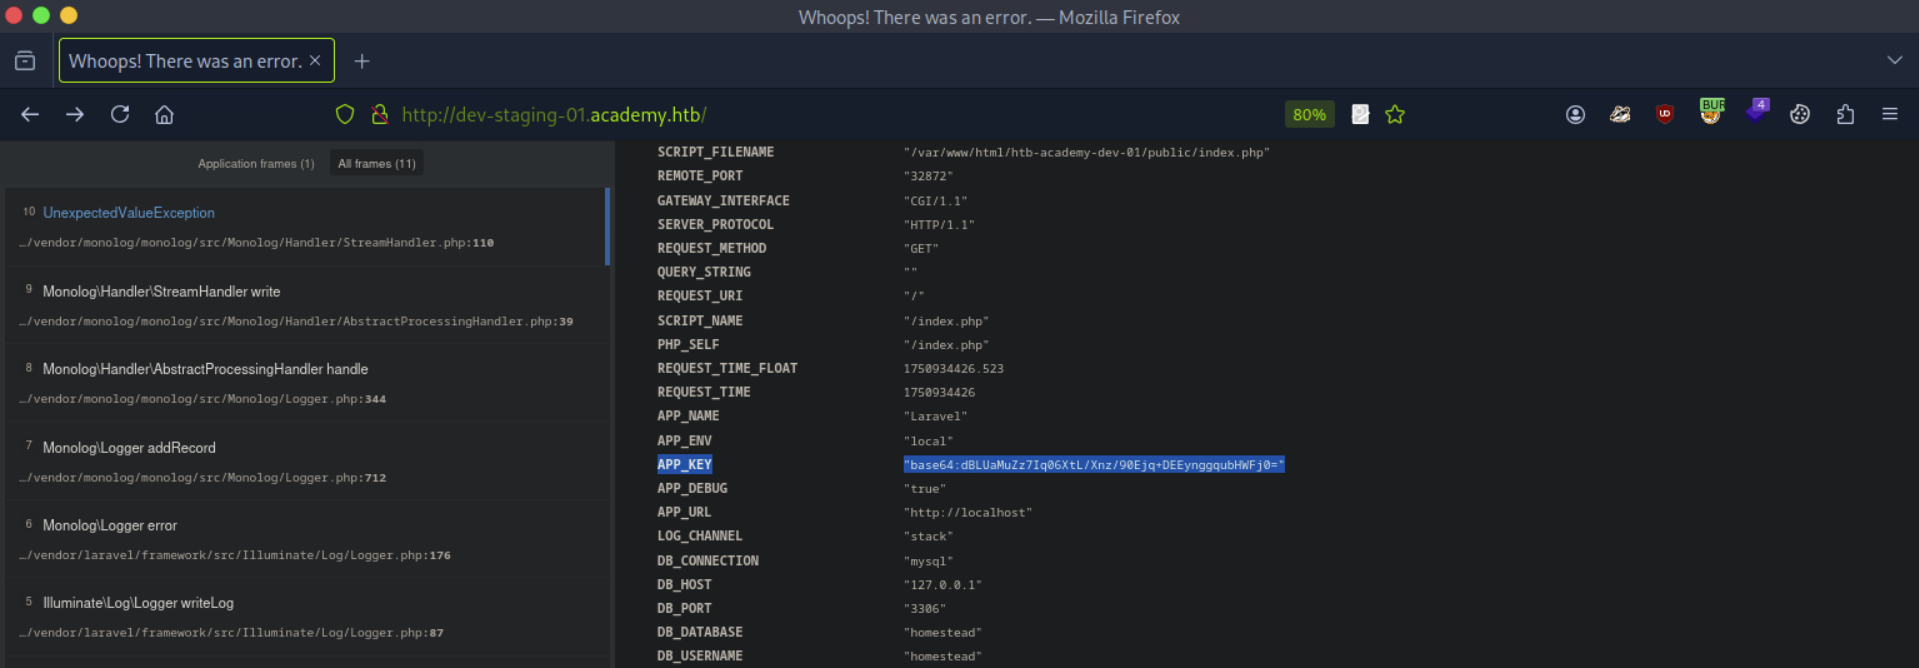 Whoops! There was an error. — Mozilla Firefox
Whoops! There was an error. ×
http://dev-staging-01.academy.htb/
80%
BUR
4
Application frames (1) All frames (11)
10 UnexpectedValueException
…/vendor/monolog/monolog/src/Monolog/Handler/StreamHandler.php:110
9 Monolog\Handler\StreamHandler write
…/vendor/monolog/monolog/src/Monolog/Handler/AbstractProcessingHandler.php:39
8 Monolog\Handler\AbstractProcessingHandler handle
…/vendor/monolog/monolog/src/Monolog/Logger.php:344
7 Monolog\Logger addRecord
…/vendor/monolog/monolog/src/Monolog/Logger.php:712
6 Monolog\Logger error
…/vendor/laravel/framework/src/Illuminate/Log/Logger.php:176
5 Illuminate\Log\Logger writeLog
…/vendor/laravel/framework/src/Illuminate/Log/Logger.php:87
SCRIPT_FILENAME "/var/www/html/htb-academy-dev-01/public/index.php"
REMOTE_PORT "32872"
GATEWAY_INTERFACE "CGI/1.1"
SERVER_PROTOCOL "HTTP/1.1"
REQUEST_METHOD "GET"
QUERY_STRING ""
REQUEST_URI "/"
SCRIPT_NAME "/index.php"
PHP_SELF "/index.php"
REQUEST_TIME_FLOAT 1750934426.523
REQUEST_TIME 1750934426
APP_NAME "Laravel"
APP_ENV "local"
APP_KEY "base64:dBLUaMuZz7Iq06XtL/Xnz/90Ejq+DEEynggqubHWFj0="
APP_DEBUG "true"
APP_URL "http://localhost"
LOG_CHANNEL "stack"
DB_CONNECTION "mysql"
DB_HOST "127.0.0.1"
DB_PORT "3306"
DB_DATABASE "homestead"
DB_USERNAME "homestead"